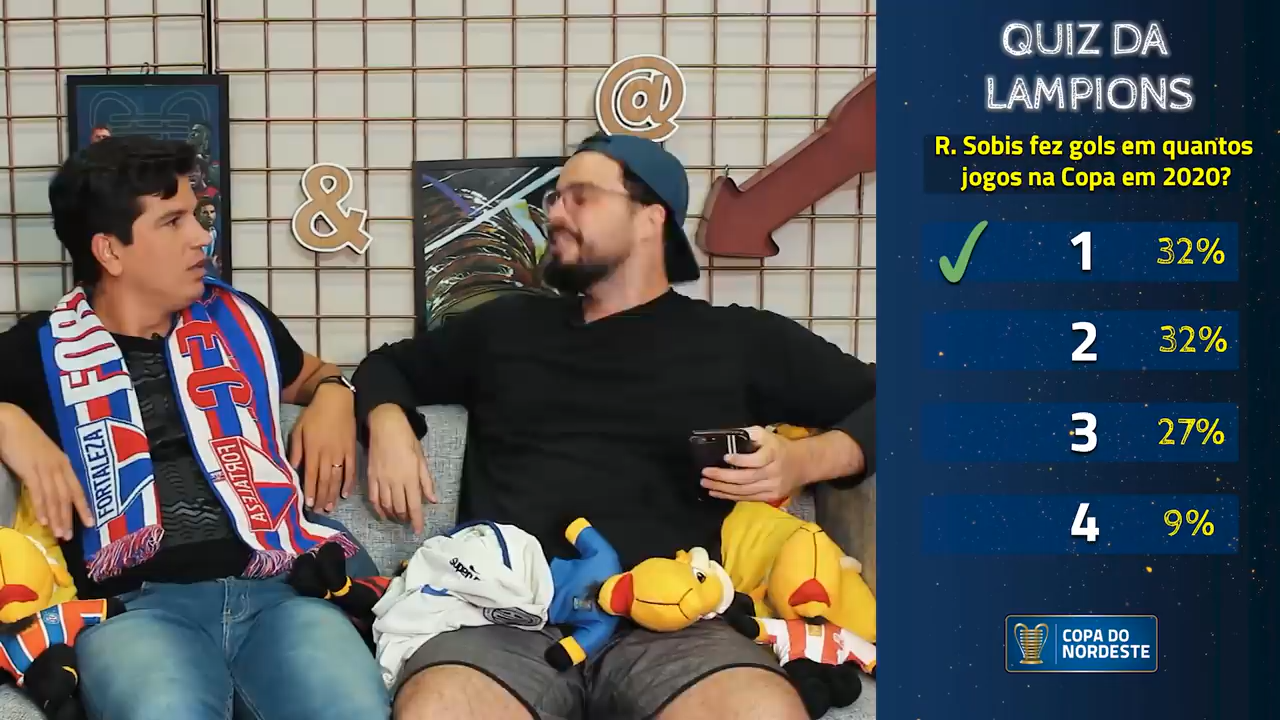 QUIZ DA
LAMPIONS
R. Sobis fez gols em quantos
jogos na Copa em 2020?
1 32%
2 32%
3 27%
4 9%
COPA DO
NORDESTE
@
&
FORTALEZA
FORTALEZA
FEC